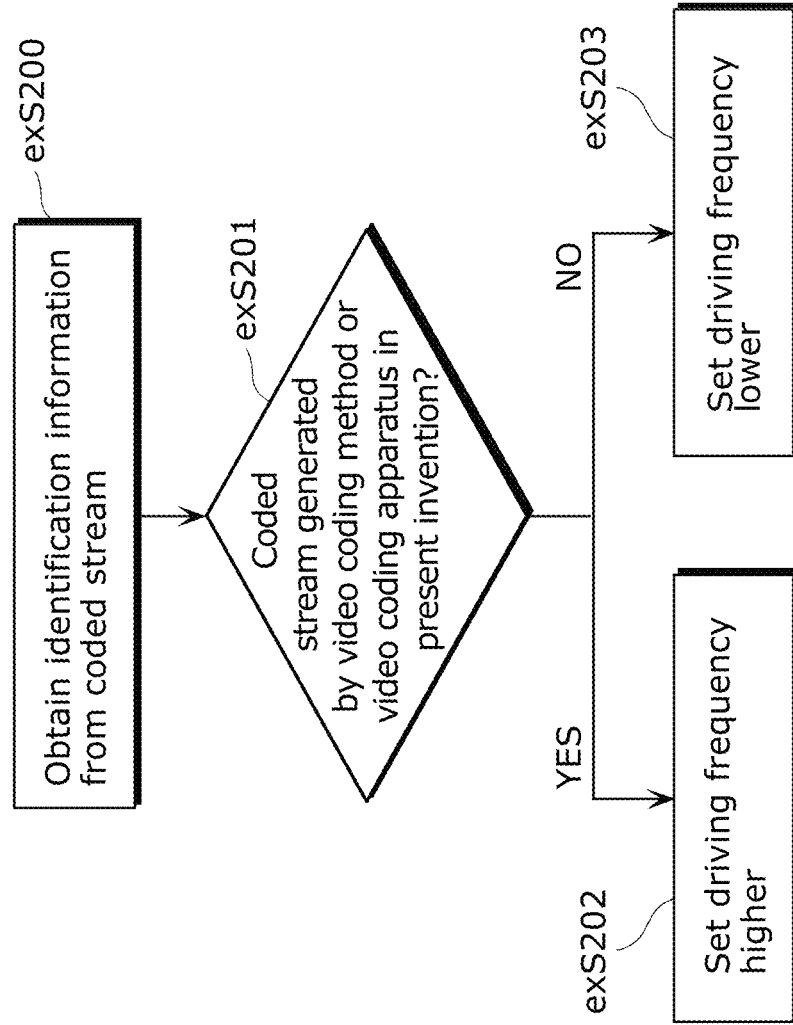 exS200
Obtain identification information
from coded stream
exS201
Coded
stream generated
by video coding method or
video coding apparatus in
present invention?
YES
NO
exS202
Set driving frequency
higher
exS203
Set driving frequency
lower